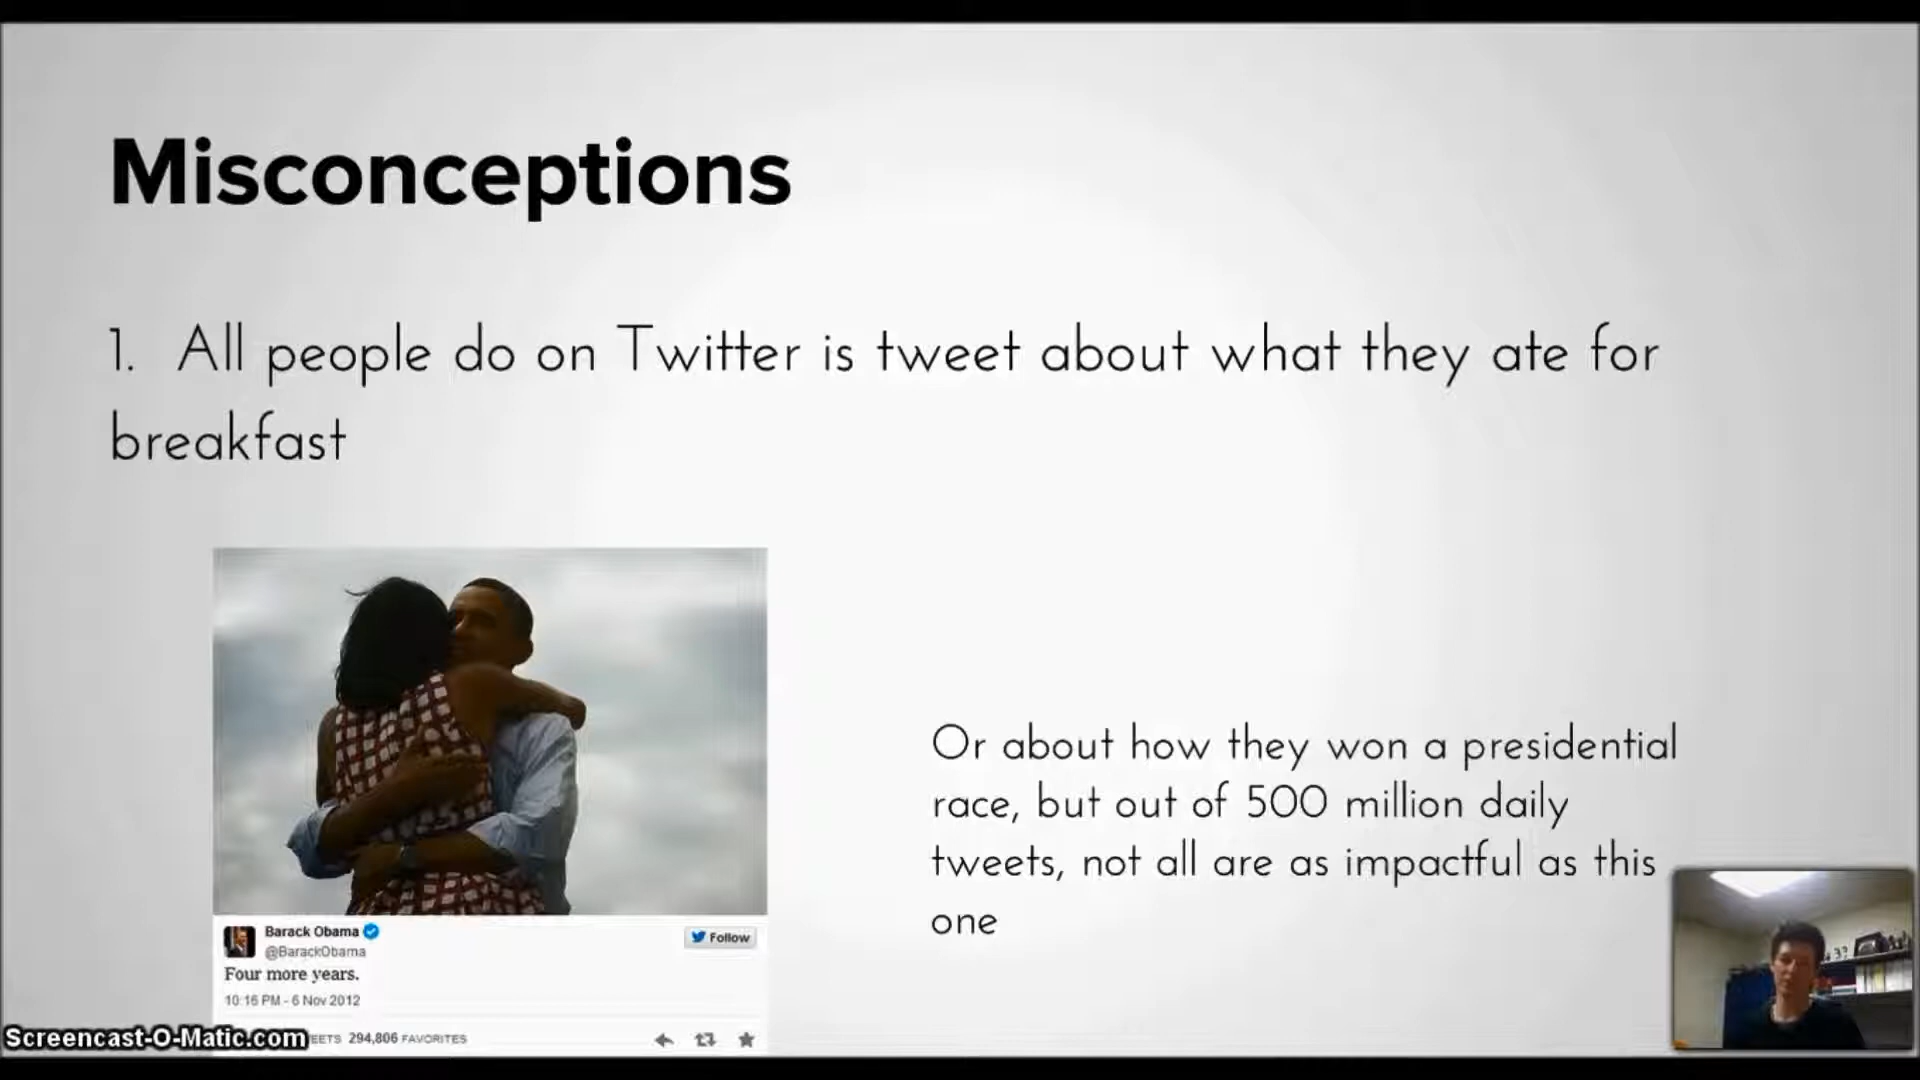 Misconceptions
1. All people do on Twitter is tweet about what they ate for
breakfast
Or about how they won a presidential
race, but out of 500 million daily
tweets, not all are as impactful as this
one
Barack Obama
@BarackObama
Follow
Four more years.
10:16 PM - 6 Nov 2012
294,806 FAVORITES
Screencast-O-Matic.com